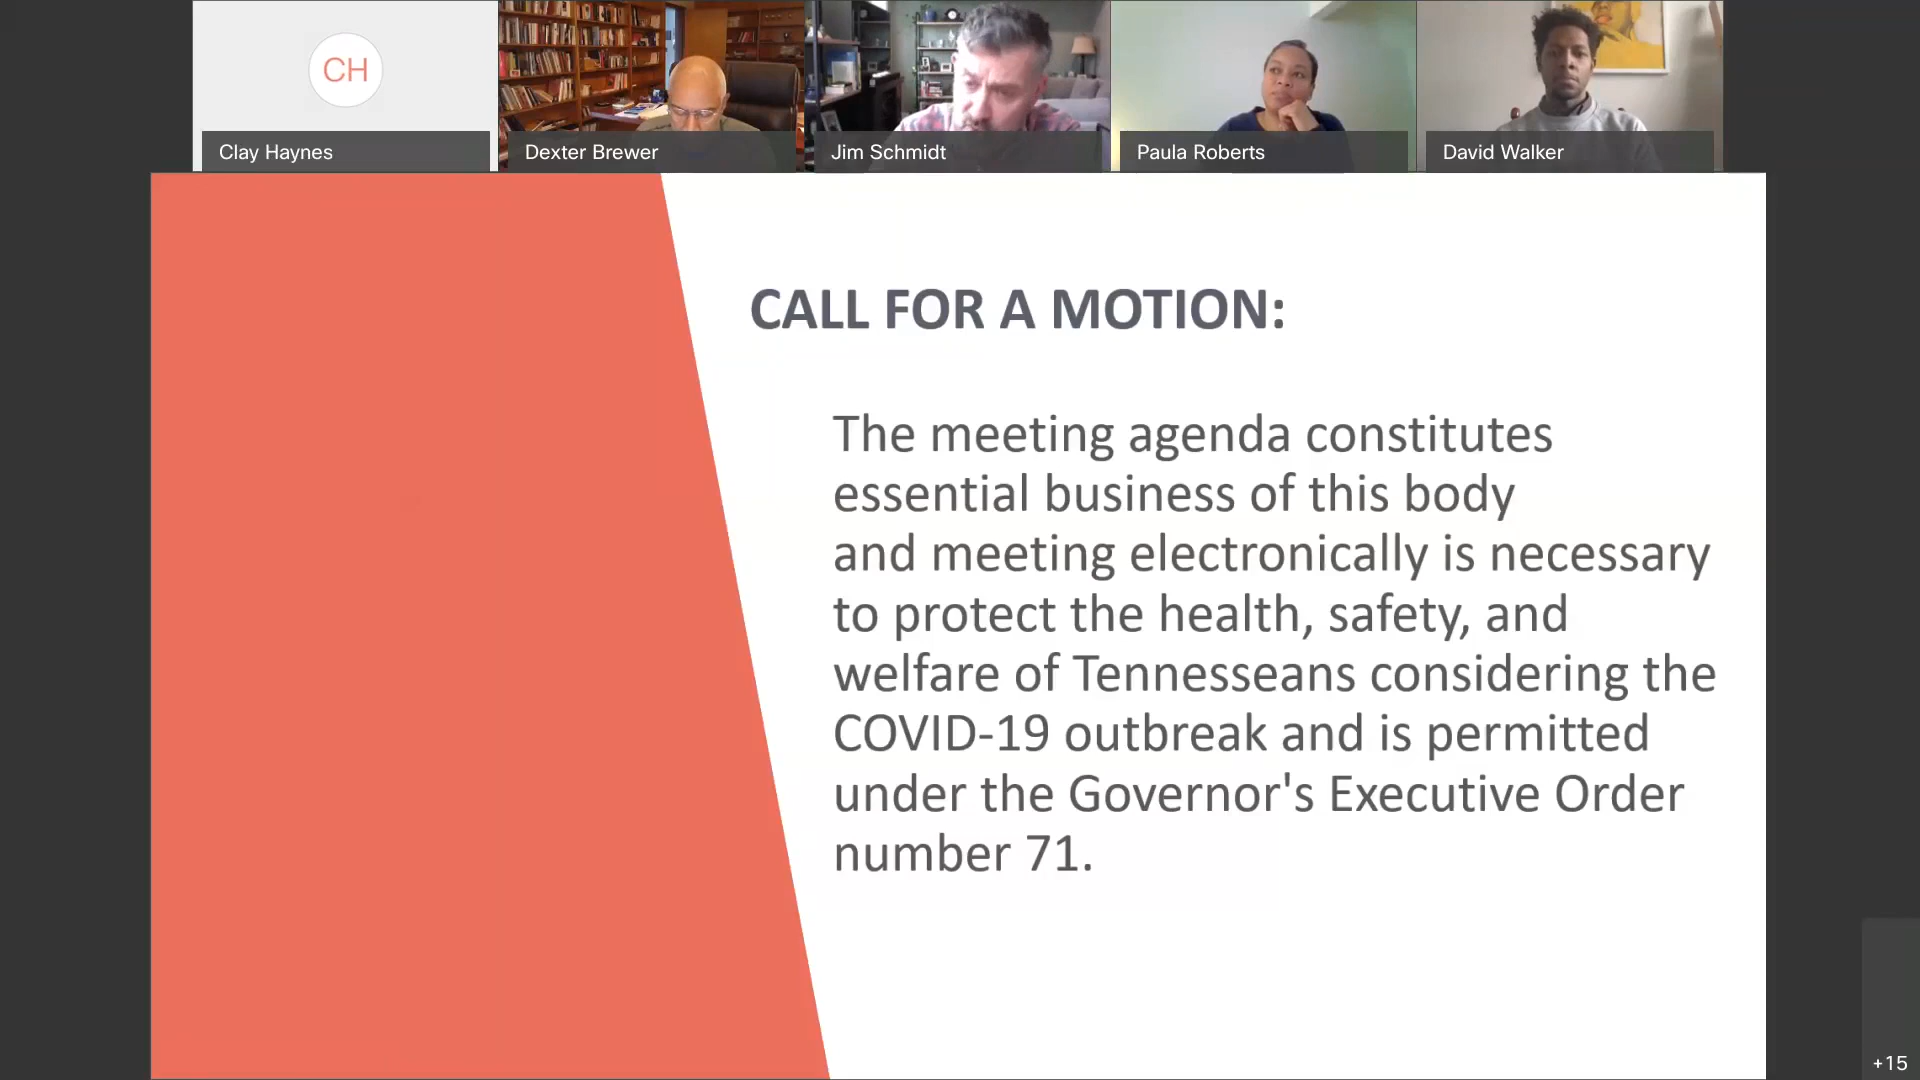 CH
Clay Haynes
Dexter Brewer
Jim Schmidt
Paula Roberts
David Walker
CALL FOR A MOTION:
The meeting agenda constitutes
essential business of this body
and meeting electronically is necessary
to protect the health, safety, and
welfare of Tennesseans considering the
COVID-19 outbreak and is permitted
under the Governor's Executive Order
number 71.
+15